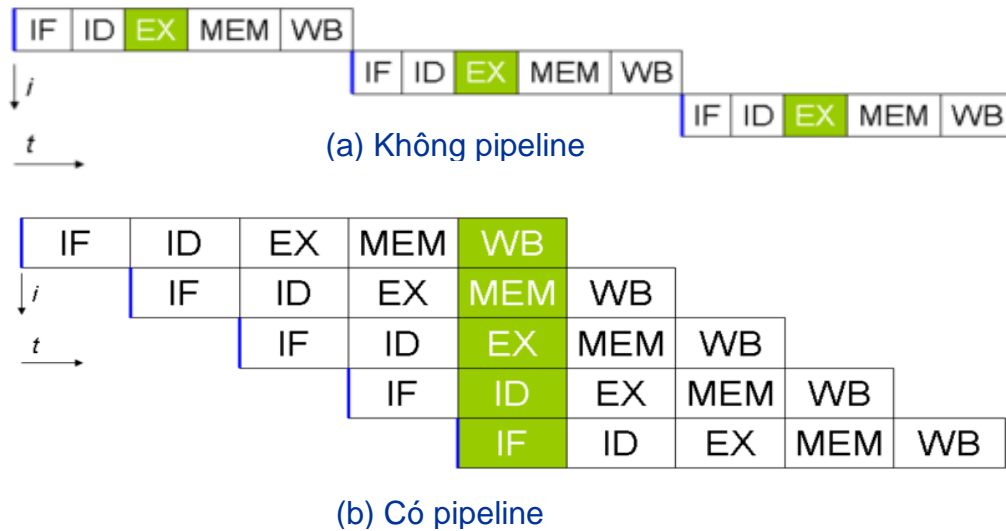 IF ID EX MEM WB
IF ID EX MEM WB
i
IF ID EX MEM WB
t
(a) Không pipeline
IF ID EX MEM WB
i
IF ID EX MEM WB
t
IF ID EX MEM WB
IF ID EX MEM WB
IF ID EX MEM WB
(b) Có pipeline